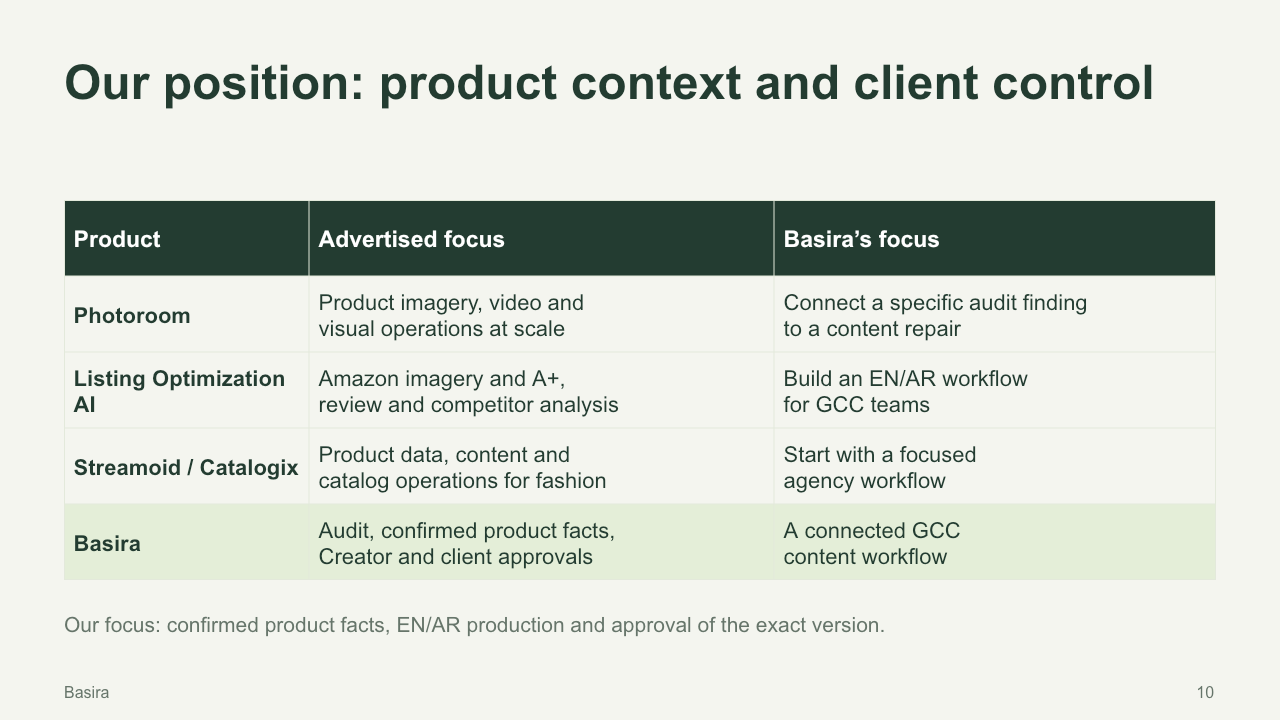 Our position: product context and client control
Product
Advertised focus
Basira’s focus
Photoroom
Product imagery, video and
visual operations at scale
Connect a specific audit finding
to a content repair
Listing Optimization
AI
Amazon imagery and A+,
review and competitor analysis
Build an EN/AR workflow
for GCC teams
Streamoid / Catalogix
Product data, content and
catalog operations for fashion
Start with a focused
agency workflow
Basira
Audit, confirmed product facts,
Creator and client approvals
A connected GCC
content workflow
Our focus: confirmed product facts, EN/AR production and approval of the exact version.
Basira
10